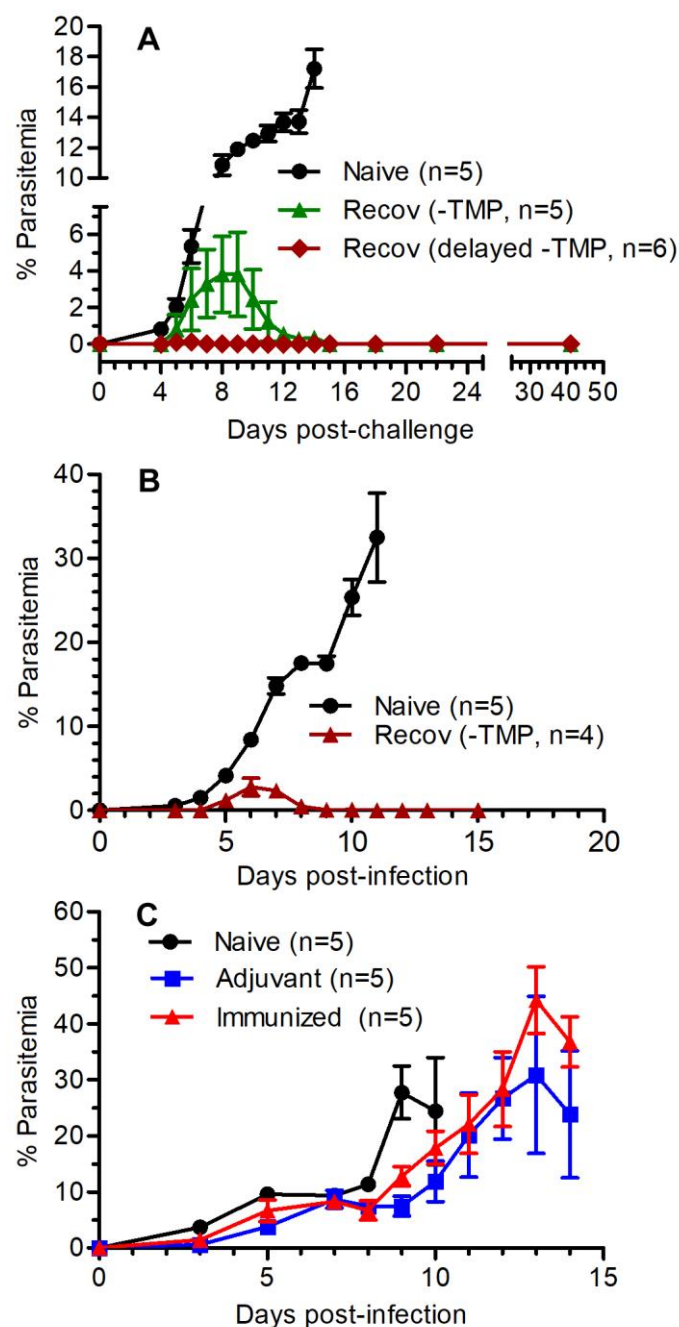 A
20
18
16
14
12
10
6
4
2
0
% Parasitemia
Naive (n=5)
Recov (-TMP, n=5)
Recov (delayed -TMP, n=6)
0 4 8 12 16 20 24 30 40 50
Days post-challenge
B
40
30
20
10
0
% Parasitemia
Naive (n=5)
Recov (-TMP, n=4)
0 5 10 15 20
Days post-infection
C
60
50
40
30
20
10
0
% Parasitemia
Naive (n=5)
Adjuvant (n=5)
Immunized (n=5)
0 5 10 15
Days post-infection